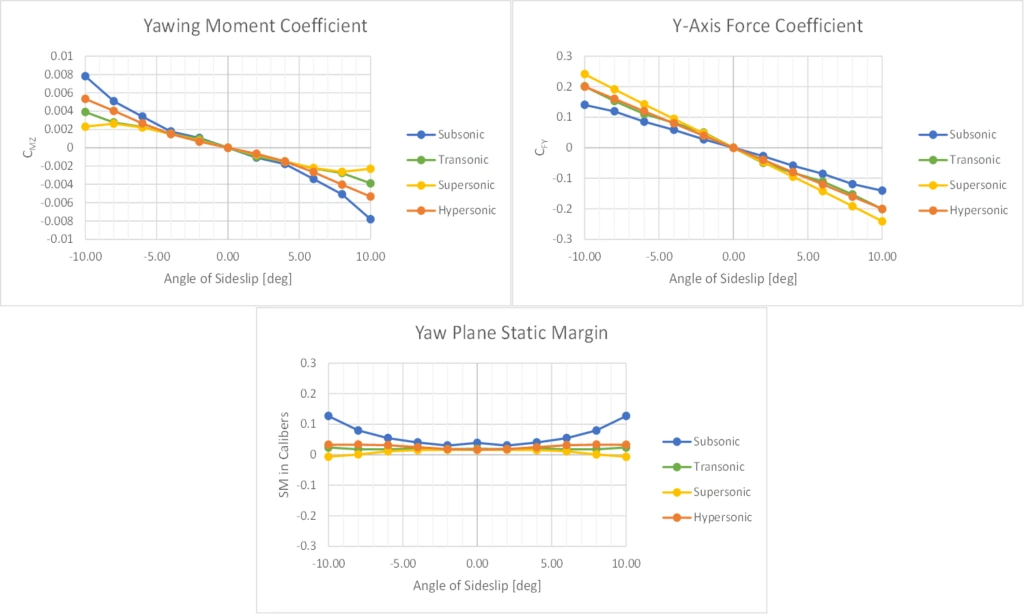 Yawing Moment Coefficient
0.01
0.008
0.006
0.004
0.002
0
-0.002
-0.004
-0.006
-0.008
-0.01
CMZ
-10.00 -5.00 0.00 5.00 10.00
Angle of Sideslip [deg]
Subsonic
Transonic
Supersonic
Hypersonic
Y-Axis Force Coefficient
0.3
0.2
0.1
0
-0.1
-0.2
-0.3
CFY
-10.00 -5.00 0.00 5.00 10.00
Angle of Sideslip [deg]
Subsonic
Transonic
Supersonic
Hypersonic
Yaw Plane Static Margin
0.3
0.2
0.1
0
-0.1
-0.2
-0.3
SM in Calibers
-10.00 -5.00 0.00 5.00 10.00
Angle of Sideslip [deg]
Subsonic
Transonic
Supersonic
Hypersonic